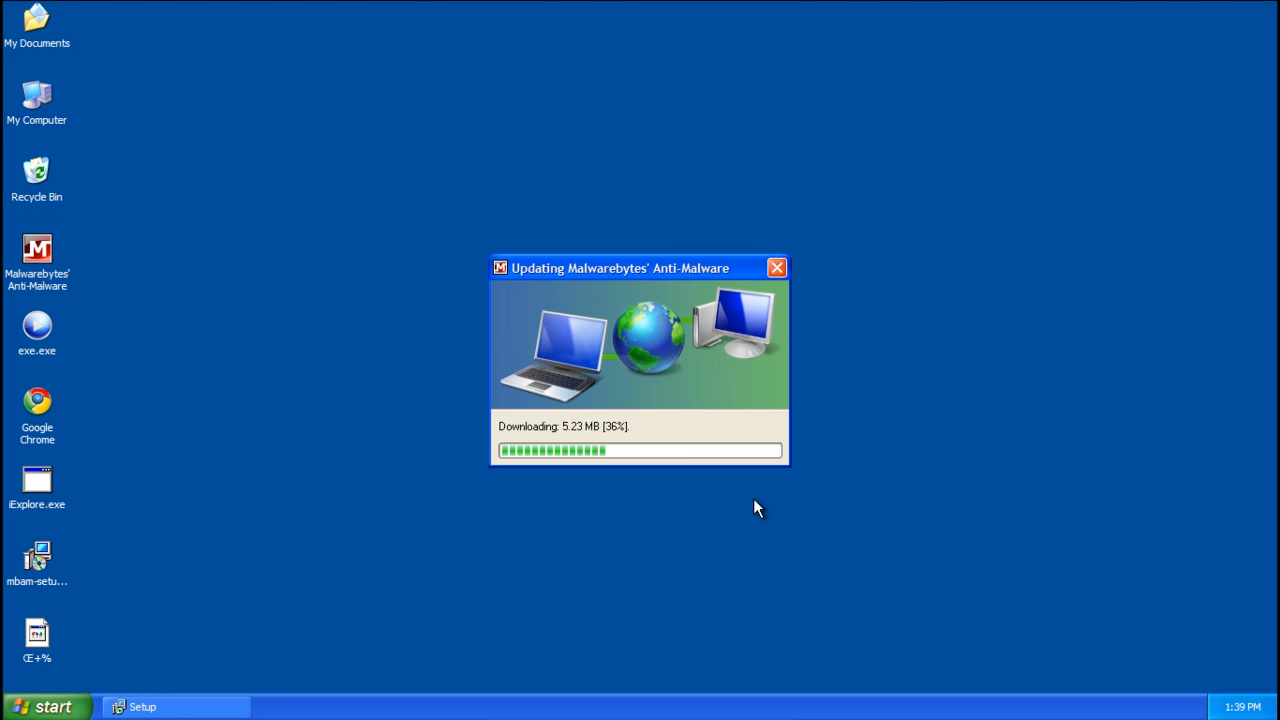 My Documents
My Computer
Recycle Bin
Malwarebytes'
Anti-Malware
exe.exe
Google
Chrome
iExplore.exe
mbam-setu...
Œ+%
Updating Malwarebytes' Anti-Malware
Downloading: 5.23 MB [36%].
start
Setup
1:39 PM